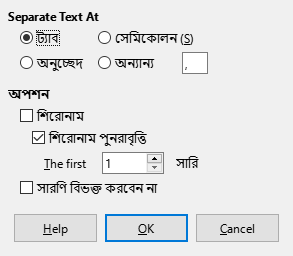 Separate Text At
ট্যাব সেমিকোলন (S)
অনুচ্ছেদ অন্যান্য ,
অপশন
শিরোনাম
শিরোনাম পুনরাবৃত্তি
The first 1 সারি
সারণি বিভক্ত করবেন না
Help OK Cancel